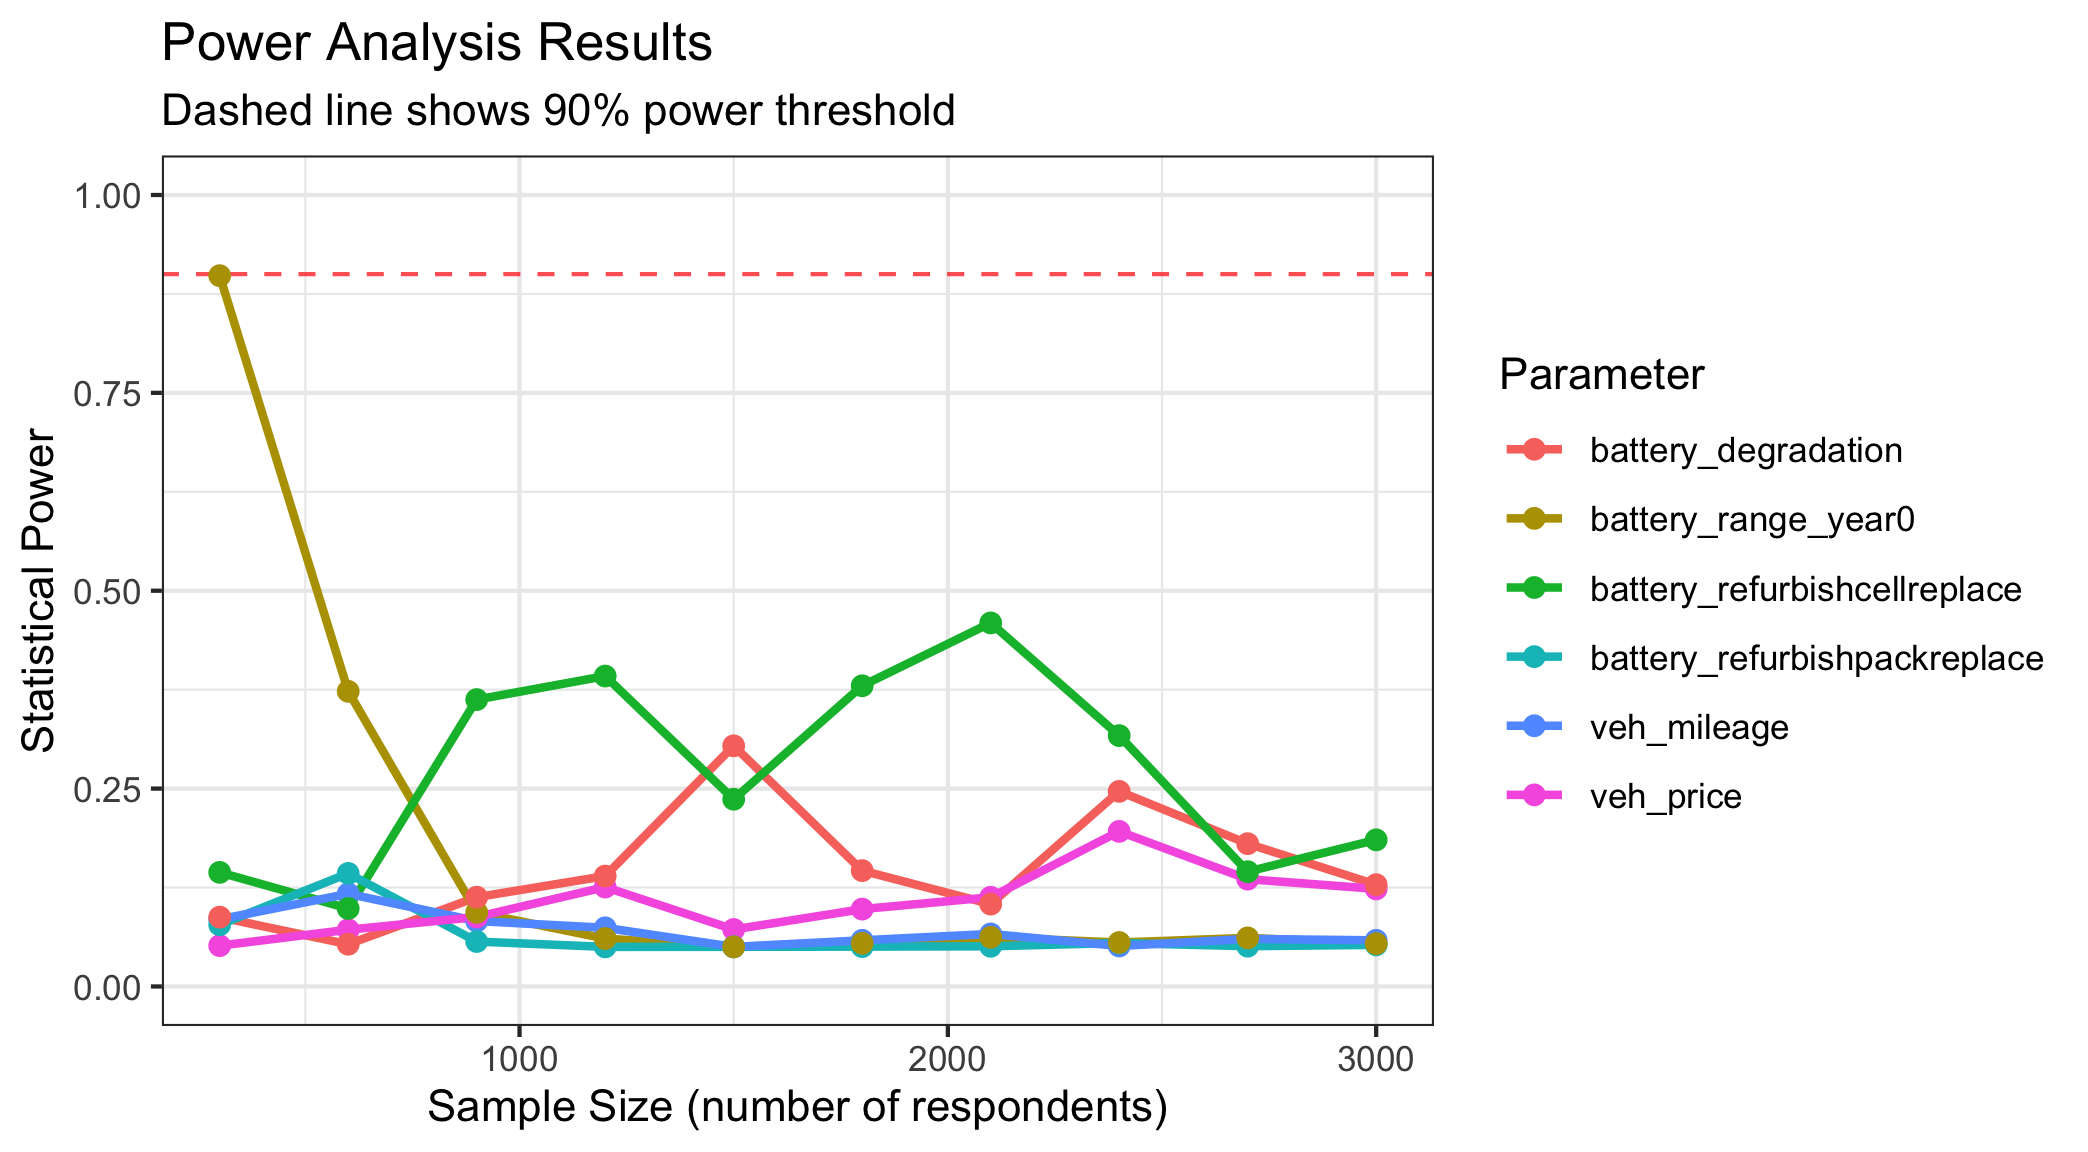 Power Analysis Results
Dashed line shows 90% power threshold
Statistical Power
1.00
0.75
0.50
0.25
0.00
1000
2000
3000
Sample Size (number of respondents)
Parameter
battery_degradation
battery_range_year0
battery_refurbishcellreplace
battery_refurbishpackreplace
veh_mileage
veh_price